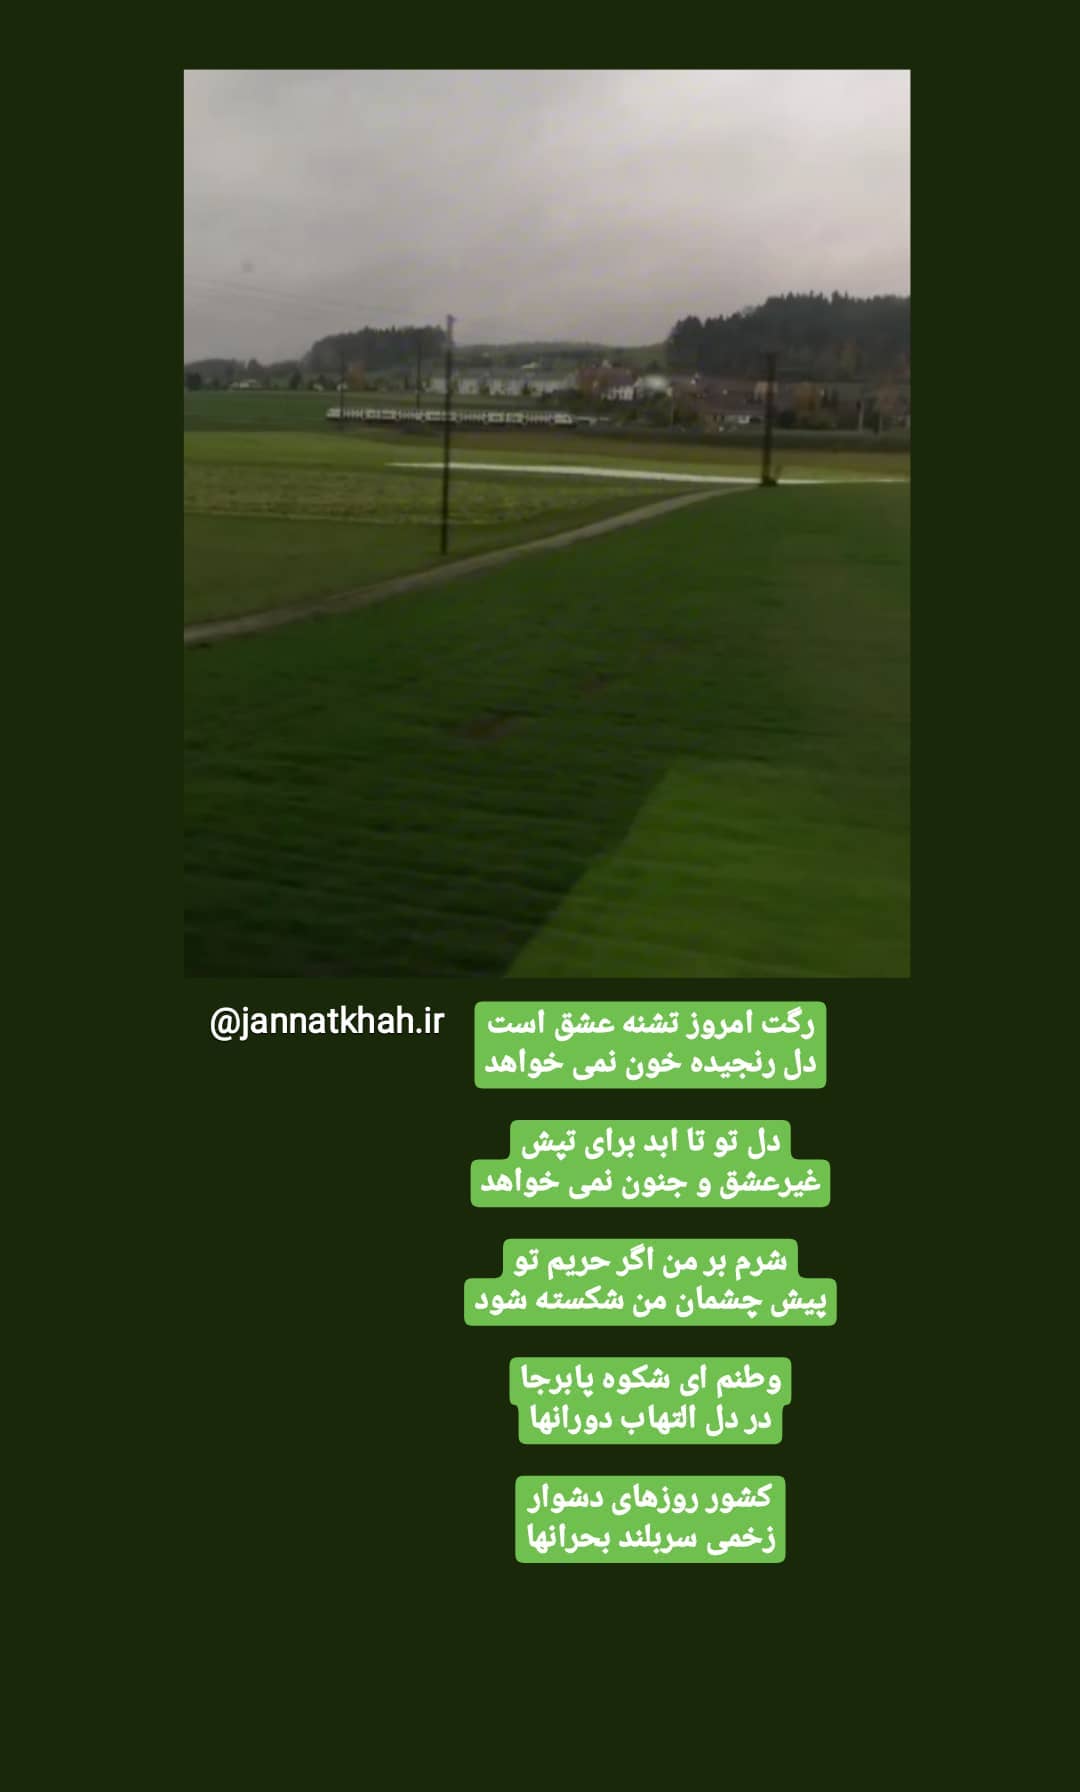 @jannatkhah.ir
رگت امروز تشنه عشق است
دل رنجیده خون نمی خواهد
دل تو تا ابد برای تپش
غیرعشق و جنون نمی خواهد
شرم بر من اگر حریم تو
پیش چشمان من شکسته شود
وطنم ای شکوه پابرجا
در دل التهاب دورانها
کشور روزهای دشوار
زخمی سربلند بحرانها